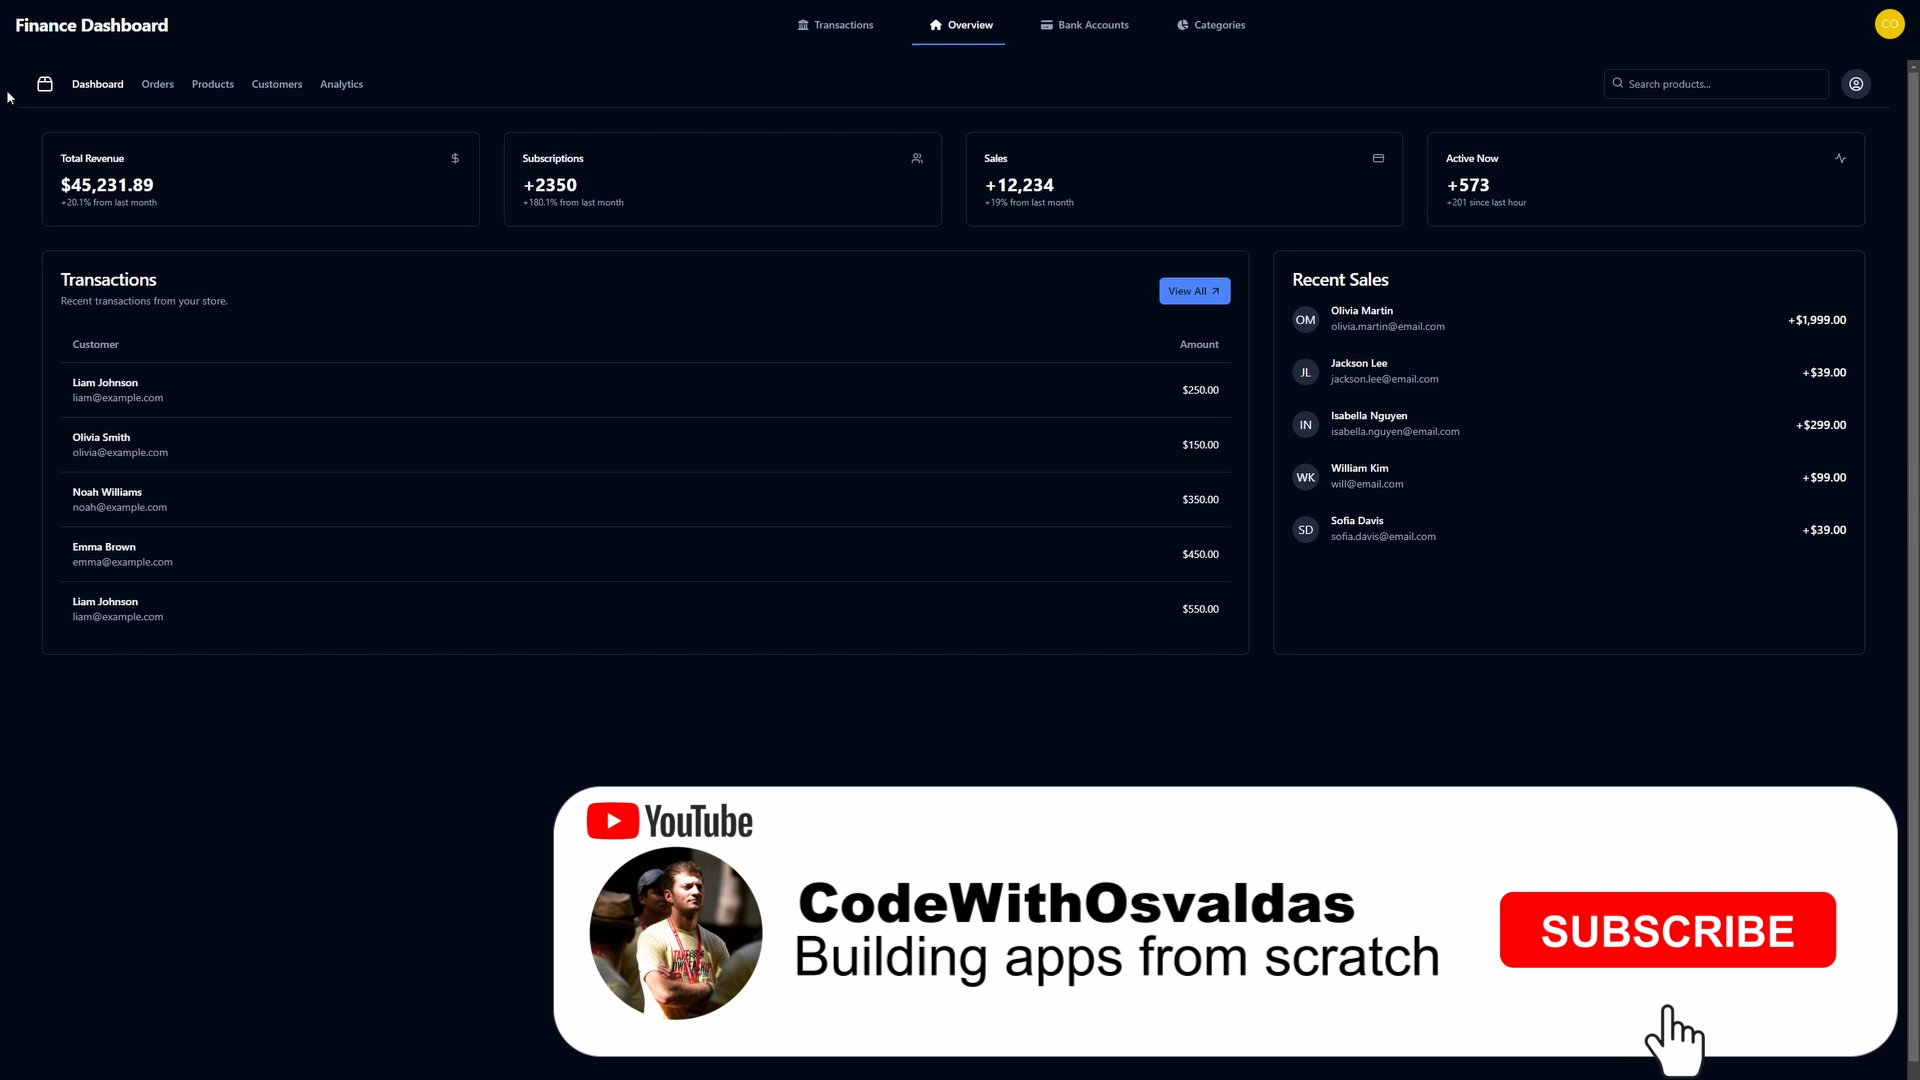 Finance Dashboard
Transactions
Overview
Bank Accounts
Categories
CO
Dashboard
Orders
Products
Customers
Analytics
Search products...
Total Revenue
$45,231.89
+20.1% from last month
Subscriptions
+2350
+180.1% from last month
Sales
+12,234
+19% from last month
Active Now
+573
+201 since last hour
Transactions
Recent transactions from your store.
View All
Customer Amount
Liam Johnson
liam@example.com
$250.00
Olivia Smith
olivia@example.com
$150.00
Noah Williams
noah@example.com
$350.00
Emma Brown
emma@example.com
$450.00
Liam Johnson
liam@example.com
$550.00
Recent Sales
OM
Olivia Martin
olivia.martin@email.com
+$1,999.00
JL
Jackson Lee
jackson.lee@email.com
+$39.00
IN
Isabella Nguyen
isabella.nguyen@email.com
+$299.00
WK
William Kim
will@email.com
+$99.00
SD
Sofia Davis
sofia.davis@email.com
+$39.00
YouTube
CodeWithOsvaldas
Building apps from scratch
SUBSCRIBE